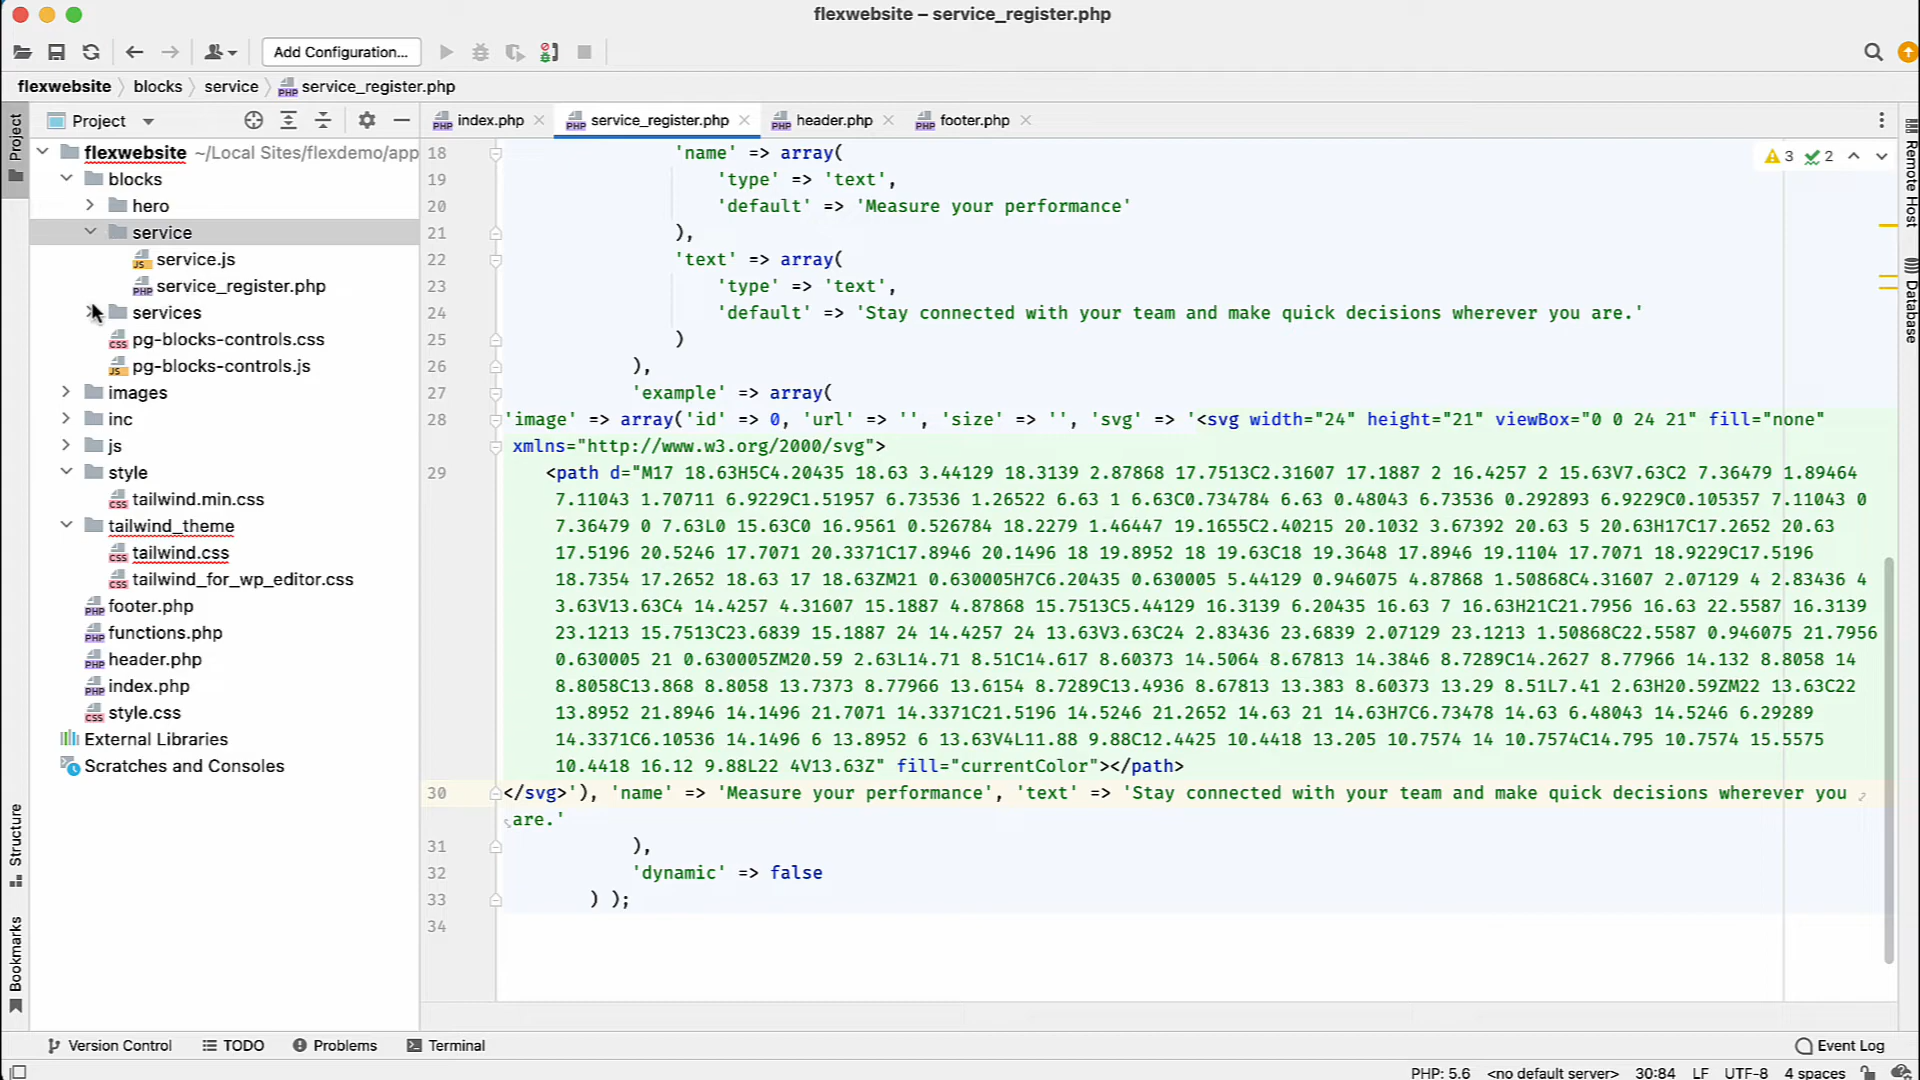 flexwebsite – service_register.php
Add Configuration...
flexwebsite blocks service service_register.php
Project
index.php service_register.php header.php footer.php
Project
flexwebsite ~/Local Sites/flexdemo/app
blocks
hero
service
service.js
service_register.php
services
pg-blocks-controls.css
pg-blocks-controls.js
images
inc
js
style
tailwind.min.css
tailwind_theme
tailwind.css
tailwind_for_wp_editor.css
footer.php
functions.php
header.php
index.php
style.css
External Libraries
Scratches and Consoles
Structure
Bookmarks
3 2
18 'name' => array(
19 'type' => 'text',
20 'default' => 'Measure your performance'
21 ),
22 'text' => array(
23 'type' => 'text',
24 'default' => 'Stay connected with your team and make quick decisions wherever you are.'
25 )
26 ),
27 'example' => array(
28 'image' => array('id' => 0, 'url' => '', 'size' => '', 'svg' => '<svg width="24" height="21" viewBox="0 0 24 21" fill="none"
xmlns="http://www.w3.org/2000/svg">
29 <path d="M17 18.63H5C4.20435 18.63 3.44129 18.3139 2.87868 17.7513C2.31607 17.1887 2 16.4257 2 15.63V7.63C2 7.36479 1.89464
7.11043 1.70711 6.9229C1.51957 6.73536 1.26522 6.63 1 6.63C0.734784 6.63 0.48043 6.73536 0.292893 6.9229C0.105357 7.11043 0
7.36479 0 7.63L0 15.63C0 16.9561 0.526784 18.2279 1.46447 19.1655C2.40215 20.1032 3.67392 20.63 5 20.63H17C17.2652 20.63
17.5196 20.5246 17.7071 20.3371C17.8946 20.1496 18 19.8952 18 19.63C18 19.3648 17.8946 19.1104 17.7071 18.9229C17.5196
18.7354 17.2652 18.63 17 18.63ZM21 0.630005H7C6.20435 0.630005 5.44129 0.946075 4.87868 1.50868C4.31607 2.07129 4 2.83436 4
3.63V13.63C4 14.4257 4.31607 15.1887 4.87868 15.7513C5.44129 16.3139 6.20435 16.63 7 16.63H21C21.7956 16.63 22.5587 16.3139
23.1213 15.7513C23.6839 15.1887 24 14.4257 24 13.63V3.63C24 2.83436 23.6839 2.07129 23.1213 1.50868C22.5587 0.946075 21.7956
0.630005 21 0.630005ZM20.59 2.63L14.71 8.51C14.617 8.60373 14.5064 8.67813 14.3846 8.7289C14.2627 8.77966 14.132 8.8058 14
8.8058C13.868 8.8058 13.7373 8.77966 13.6154 8.7289C13.4936 8.67813 13.383 8.60373 13.29 8.51L7.41 2.63H20.59ZM22 13.63C22
13.8952 21.8946 14.1496 21.7071 14.3371C21.5196 14.5246 21.2652 14.63 21 14.63H7C6.73478 14.63 6.48043 14.5246 6.29289
14.3371C6.10536 14.1496 6 13.8952 6 13.63V4L11.88 9.88C12.4425 10.4418 13.205 10.7574 14 10.7574C14.795 10.7574 15.5575
10.4418 16.12 9.88L22 4V13.63Z" fill="currentColor"></path>
30 </svg>'), 'name' => 'Measure your performance', 'text' => 'Stay connected with your team and make quick decisions wherever you
are.'
31 ),
32 'dynamic' => false
33 ) );
34
Remote Host
Database
Version Control TODO Problems Terminal Event Log
PHP: 5.6 <no default server> 30:84 LF UTF-8 4 spaces